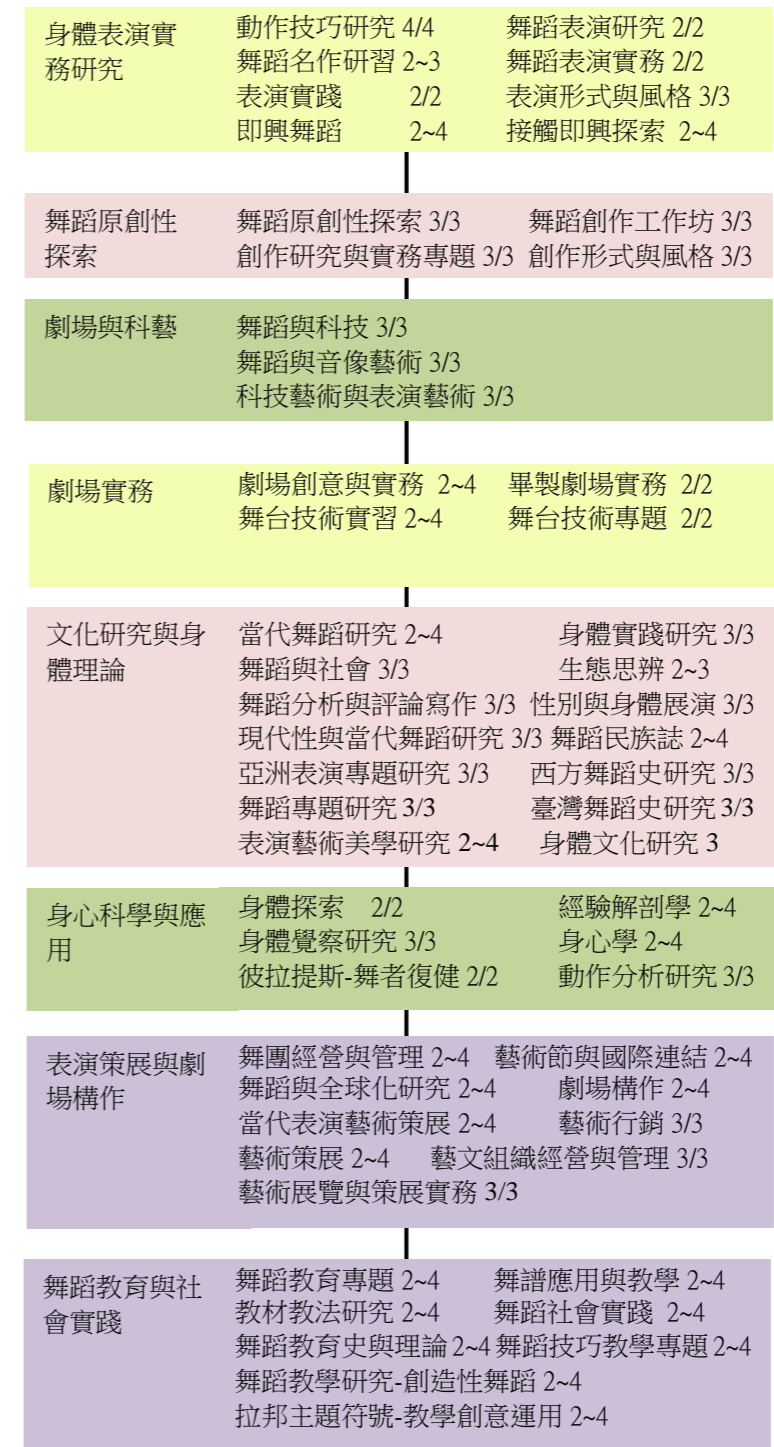 身體表演實
務研究
動作技巧研究 4/4 舞蹈表演研究 2/2
舞蹈名作研習 2~3 舞蹈表演實務 2/2
表演實踐 2/2 表演形式與風格 3/3
即興舞蹈 2~4 接觸即興探索 2~4
舞蹈原創性
探索
舞蹈原創性探索 3/3 舞蹈創作工作坊 3/3
創作研究與實務專題 3/3 創作形式與風格 3/3
劇場與科藝
舞蹈與科技 3/3
舞蹈與音像藝術 3/3
科技藝術與表演藝術 3/3
劇場實務
劇場創意與實務 2~4 畢製劇場實務 2/2
舞台技術實習 2~4 舞台技術專題 2/2
文化研究與身
體理論
當代舞蹈研究 2~4 身體實踐研究 3/3
舞蹈與社會 3/3 生態思辨 2~3
舞蹈分析與評論寫作 3/3 性別與身體展演 3/3
現代性與當代舞蹈研究 3/3 舞蹈民族誌 2~4
亞洲表演專題研究 3/3 西方舞蹈史研究 3/3
舞蹈專題研究 3/3 臺灣舞蹈史研究 3/3
表演藝術美學研究 2~4 身體文化研究 3
身心科學與應
用
身體探索 2/2 經驗解剖學 2~4
身體覺察研究 3/3 身心學 2~4
彼拉提斯-舞者復健 2/2 動作分析研究 3/3
表演策展與劇
場構作
舞團經營與管理 2~4 藝術節與國際連結 2~4
舞蹈與全球化研究 2~4 劇場構作 2~4
當代表演藝術策展 2~4 藝術行銷 3/3
藝術策展 2~4 藝文組織經營與管理 3/3
藝術展覽與策展實務 3/3
舞蹈教育與社
會實踐
舞蹈教育專題 2~4 舞譜應用與教學 2~4
教材教法研究 2~4 舞蹈社會實踐 2~4
舞蹈教育史與理論 2~4 舞蹈技巧教學專題 2~4
舞蹈教學研究-創造性舞蹈 2~4
拉邦主題符號-教學創意運用 2~4